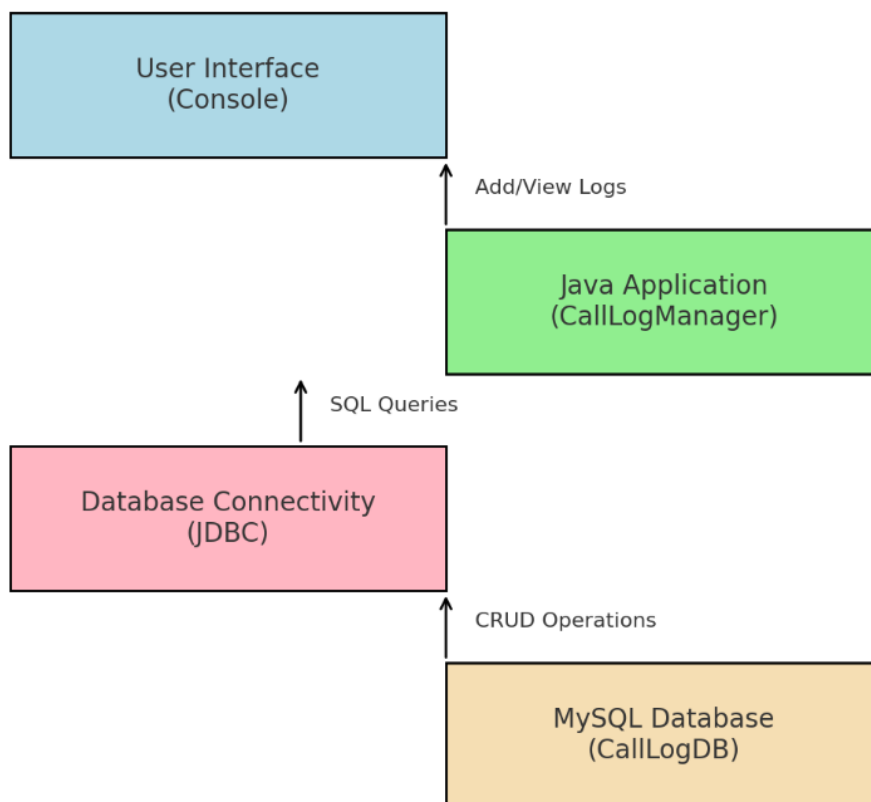 User Interface
(Console)
Add/View Logs
Java Application
(CallLogManager)
SQL Queries
Database Connectivity
(JDBC)
CRUD Operations
MySQL Database
(CallLogDB)